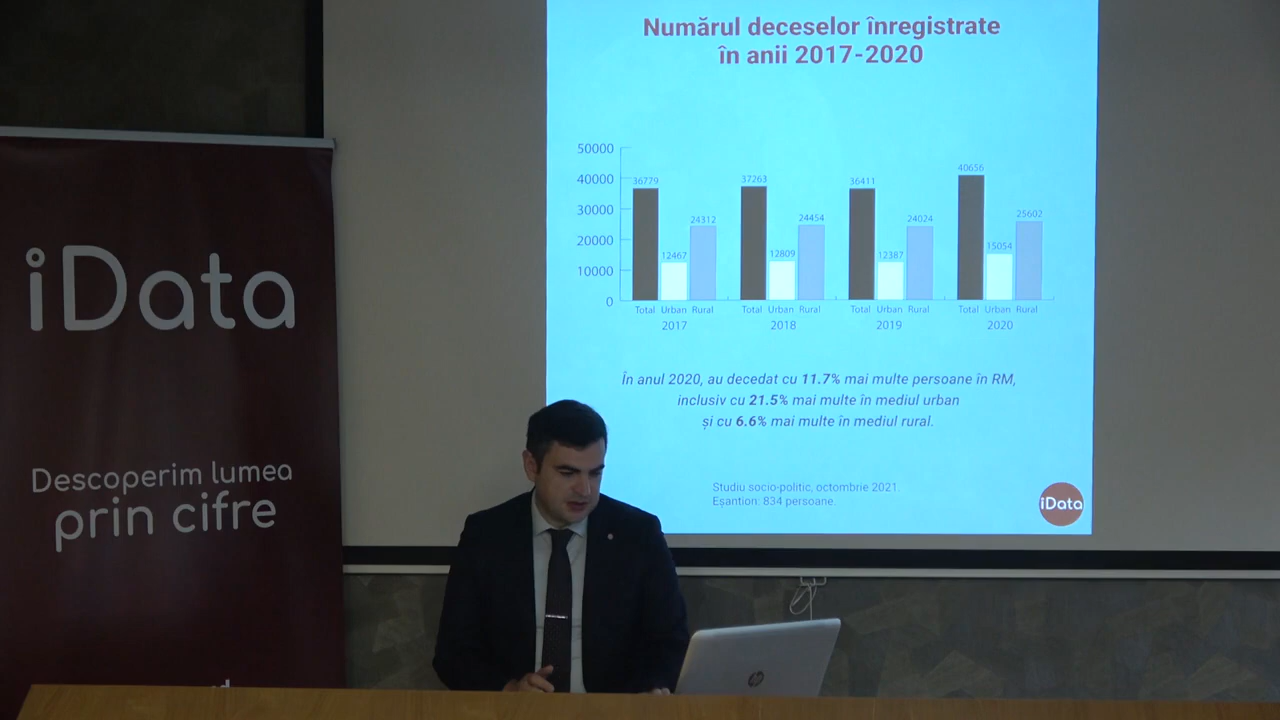 iData
Descoperim lumea
prin cifre
Numărul deceselor înregistrate
în anii 2017-2020
50000
40000
30000
20000
10000
0
36779
12467
24312
37263
12809
24454
36411
12387
24024
40656
15054
25602
Total Urban Rural
Total Urban Rural
Total Urban Rural
Total Urban Rural
2017
2018
2019
2020
În anul 2020, au decedat cu 11.7% mai multe persoane în RM,
inclusiv cu 21.5% mai multe în mediul urban
și cu 6.6% mai multe în mediul rural.
Studiu socio-politic, octombrie 2021.
Eșantion: 834 persoane.
iData
hp